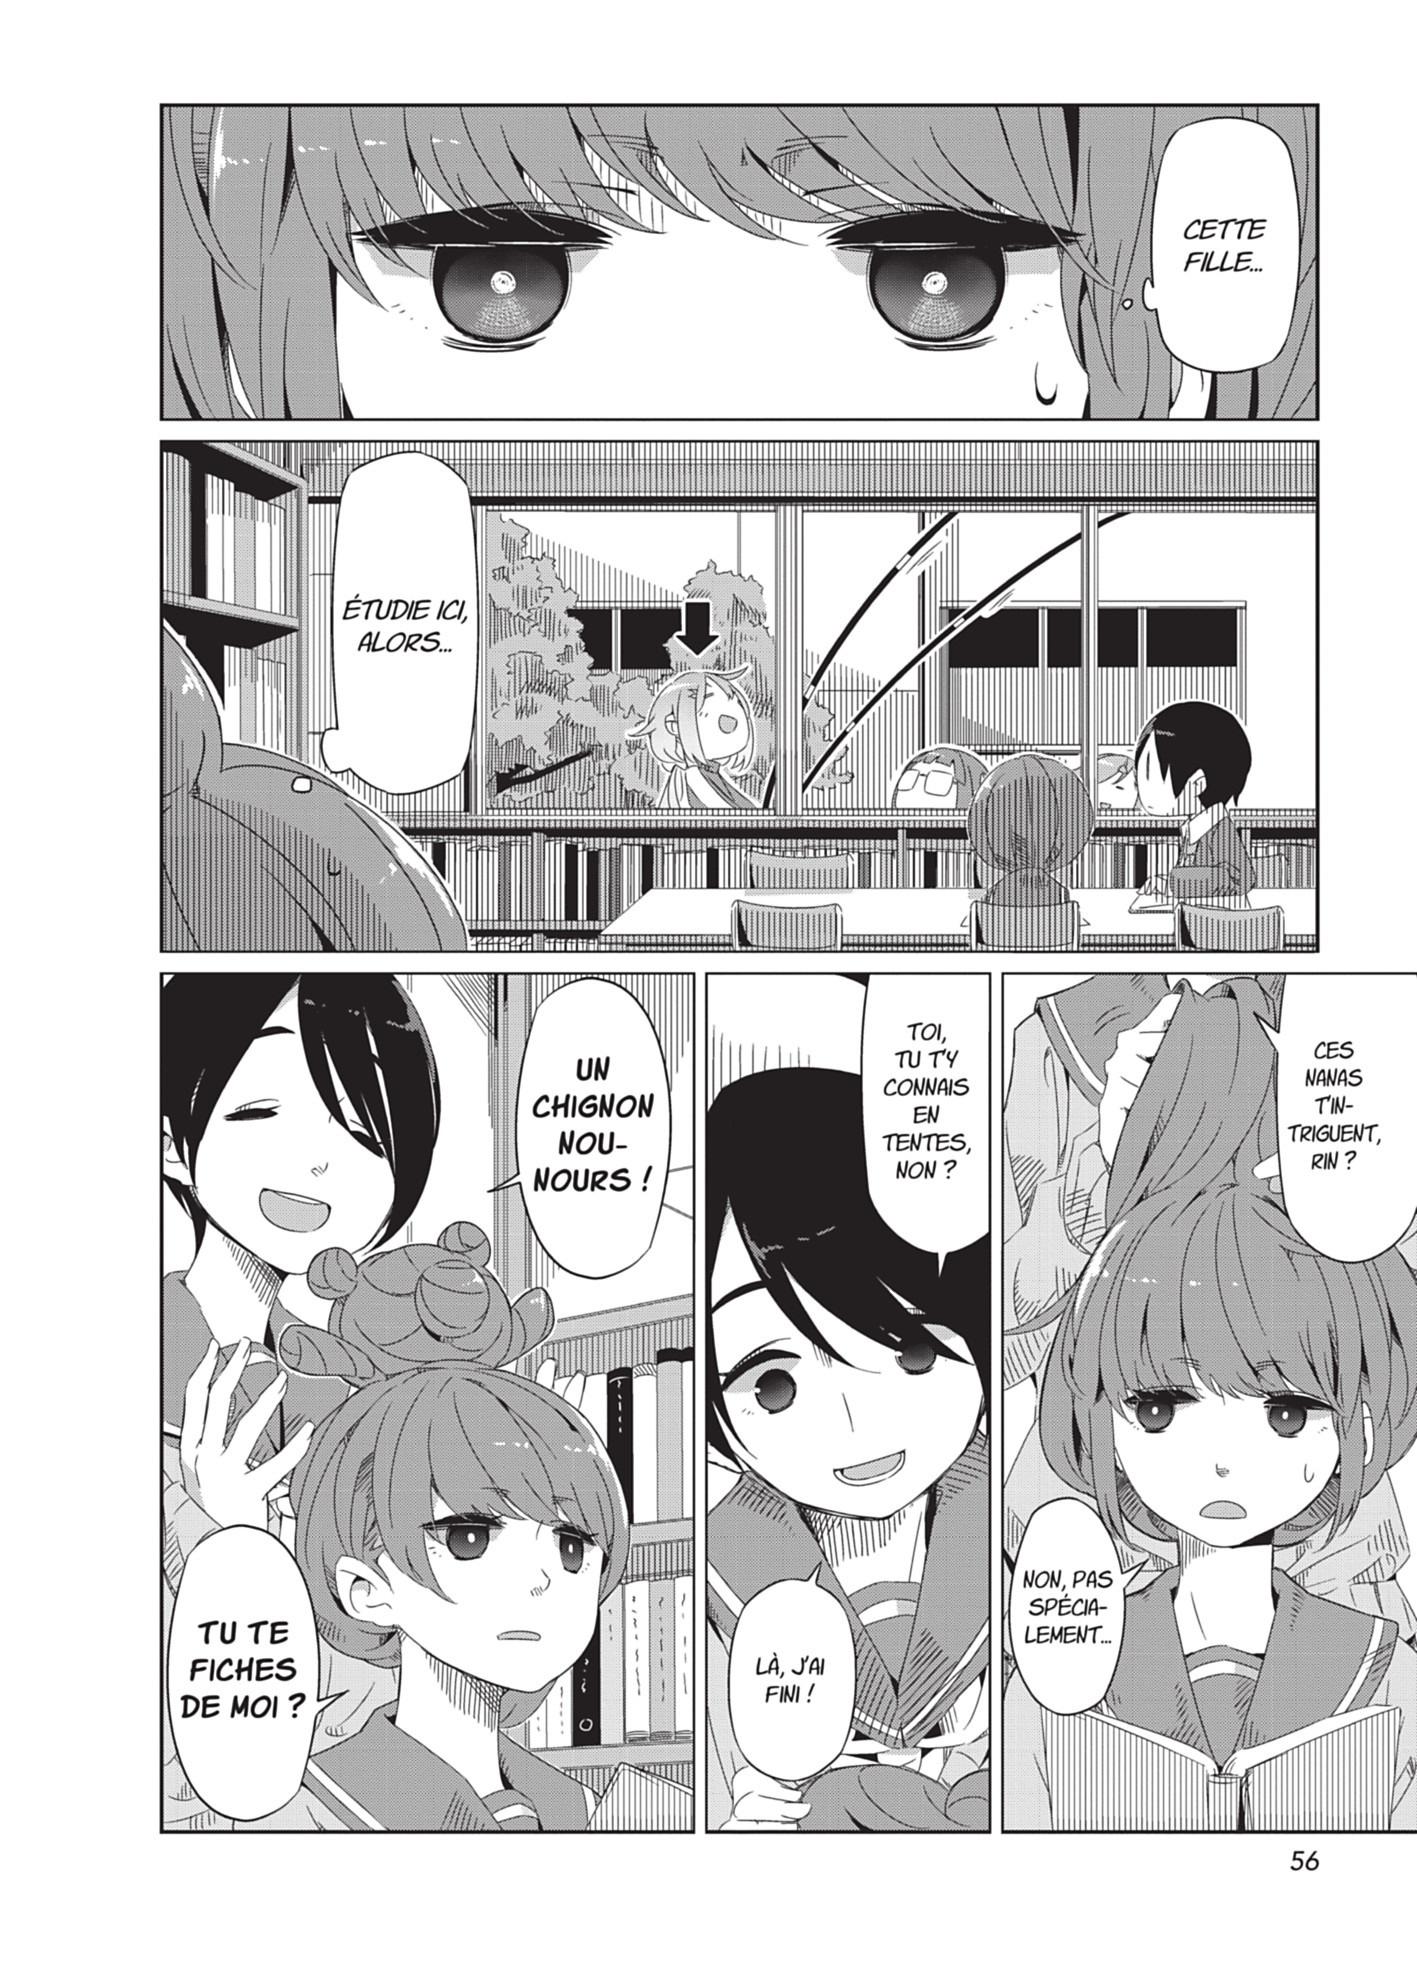 CETTE
FILLE...
ÉTUDIE ICI,
ALORS...
CES
NANAS
T'IN-
TRIGUENT,
RIN ?
NON, PAS
SPÉCIA-
LEMENT...
TOI,
TU T'Y
CONNAIS
EN
TENTES,
NON ?
LÀ, J'AI
FINI !
UN
CHIGNON
NOU-
NOURS !
TU TE
FICHES
DE MOI ?
56